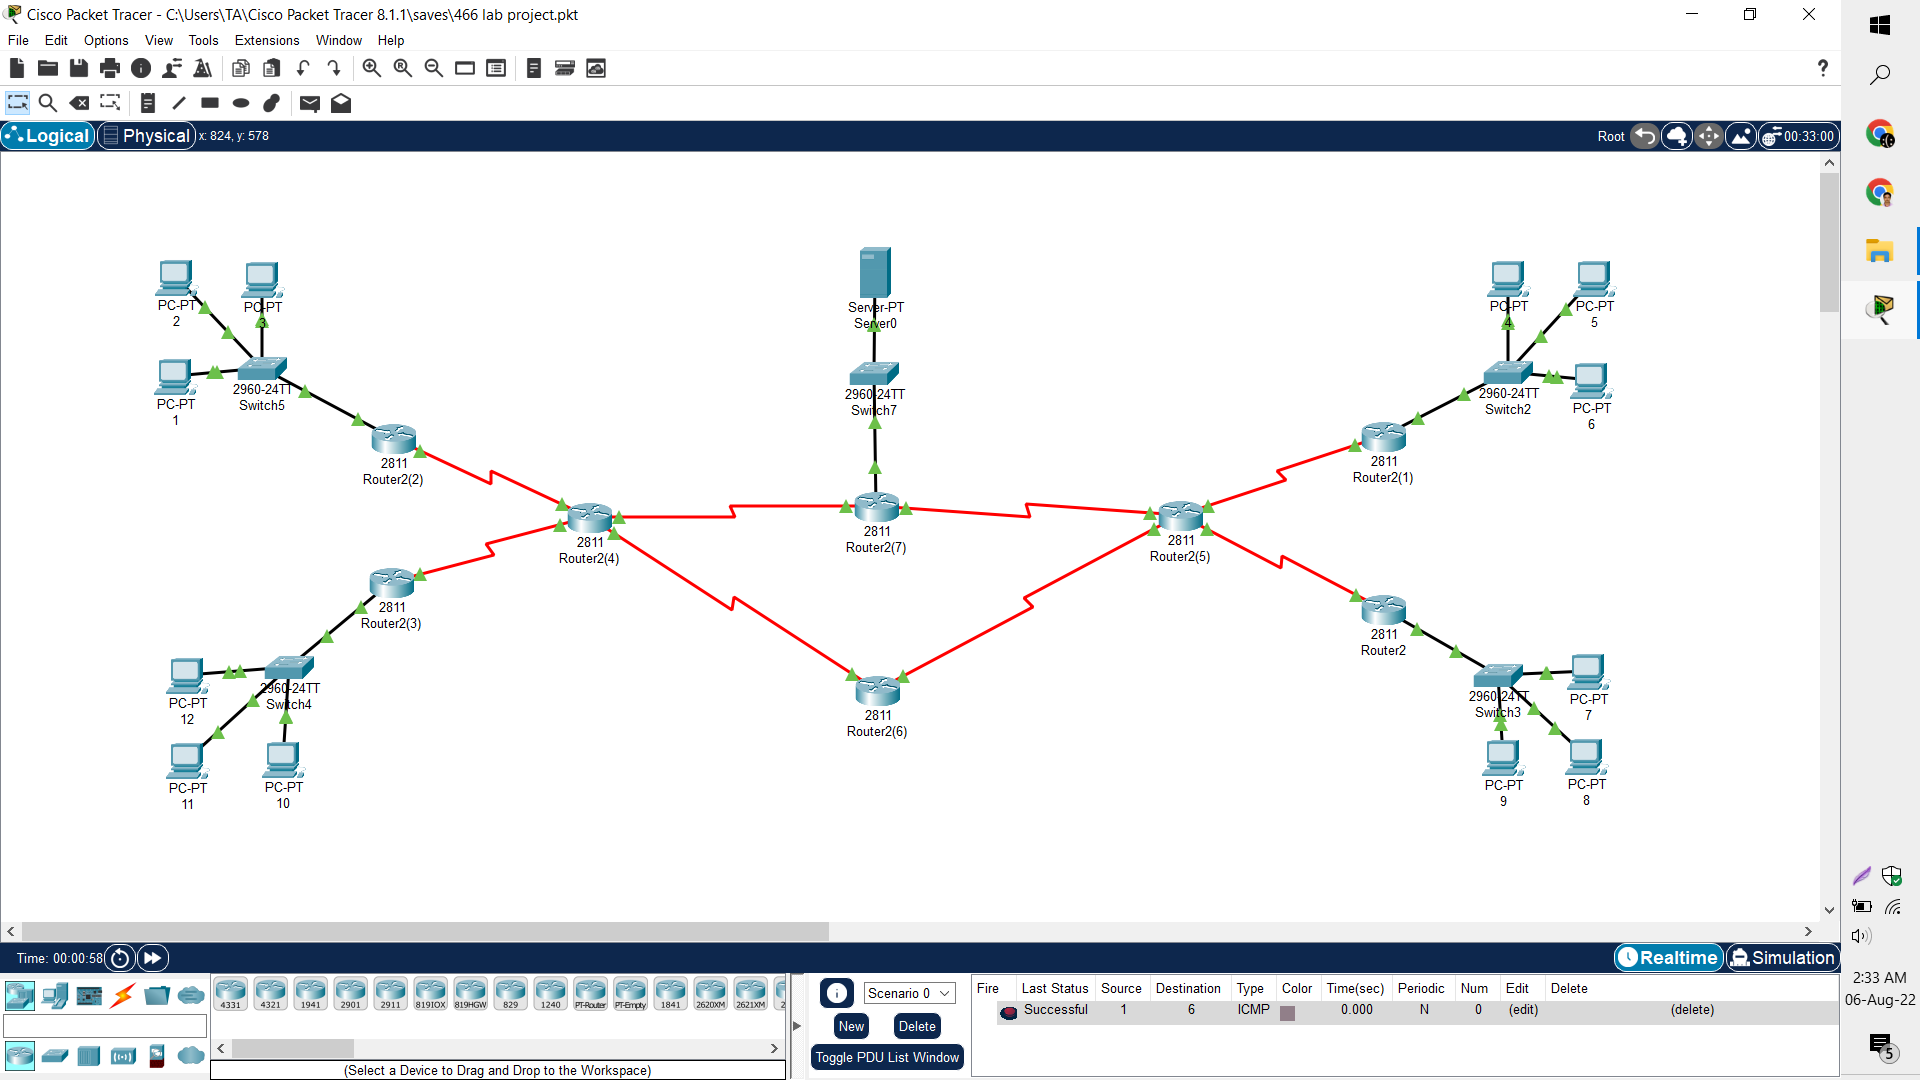 Cisco Packet Tracer - C:\Users\TA\Cisco Packet Tracer 8.1.1\saves\466 lab project.pkt
File Edit Options View Tools Extensions Window Help
Logical Physical x: 824, y: 578 Root 00:33:00
PC-PT
2
PC-PT
3
PC-PT
1
2960-24TT
Switch5
2811
Router2(2)
Server-PT
Server0
2960-24TT
Switch7
PC-PT
4
PC-PT
5
PC-PT
6
2960-24TT
Switch2
2811
Router2(1)
2811
Router2(4)
2811
Router2(7)
2811
Router2(5)
2811
Router2(3)
2811
Router2
2960-24TT
Switch4
PC-PT
12
PC-PT
11
PC-PT
10
2811
Router2(6)
2960-24TT
Switch3
PC-PT
7
PC-PT
8
PC-PT
9
Time: 00:00:58 Realtime Simulation
4331 4321 1941 2901 2911 819IOX 819HGW 829 1240 PT-Router PT-Empty 1841 2620XM 2621XM 2
(Select a Device to Drag and Drop to the Workspace)
Scenario 0
New Delete
Toggle PDU List Window
Fire Last Status Source Destination Type Color Time(sec) Periodic Num Edit Delete
Successful 1 6 ICMP 0.000 N 0 (edit) (delete)
2:33 AM
06-Aug-22
5